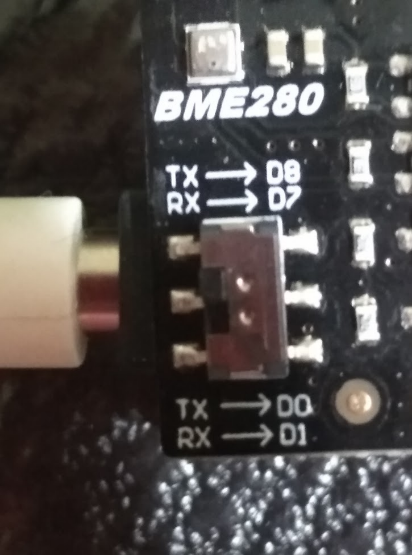 BME280
TX → D8
RX → D7
TX → D0
RX → D1